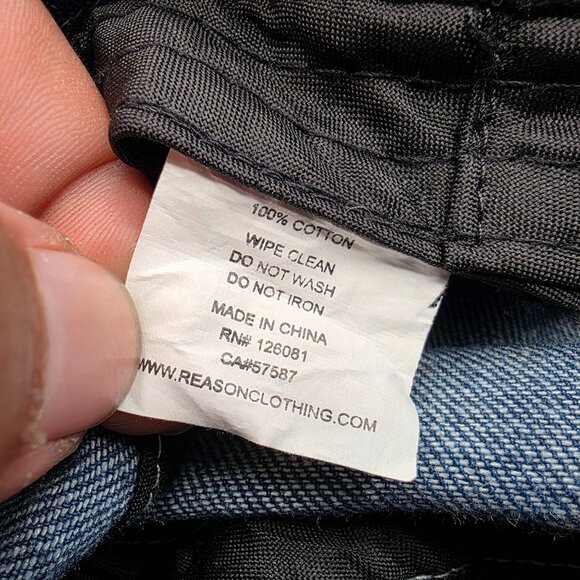 100% COTTON
WIPE CLEAN
DO NOT WASH
DO NOT IRON
MADE IN CHINA
RN# 126081
CA#57587
WWW.REASONCLOTHING.COM